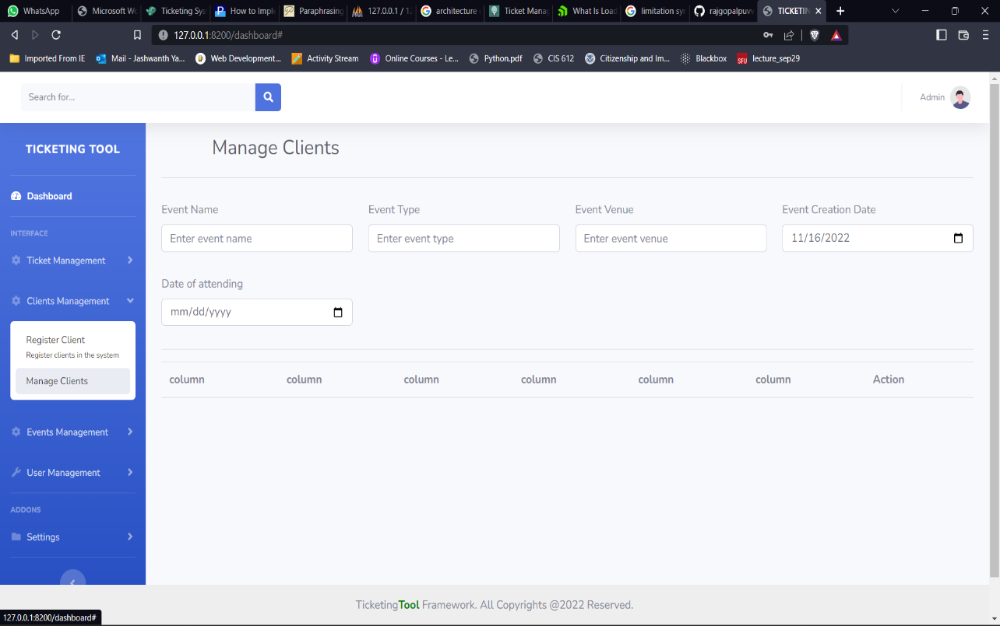 WhatsApp Microsoft We Ticketing Sys How to Imple Paraphrasing 127.0.0.1 / 12 architecture Ticket Manag What Is Load limitation syn rajgopalpuvv TICKETIN
127.0.0.1:8200/dashboard#
Imported From IE Mail - Jashwanth Ya... Web Development... Activity Stream Online Courses - Le... Python.pdf CIS 612 Citizenship and Im... Blackbox SFU lecture_sep29
Search for...
Admin
TICKETING TOOL
Manage Clients
Dashboard
INTERFACE
Ticket Management
Clients Management
Register Client
Register clients in the system
Manage Clients
Events Management
User Management
ADDONS
Settings
Event Name Event Type Event Venue Event Creation Date
Enter event name Enter event type Enter event venue 11/16/2022
Date of attending
mm/dd/yyyy
column column column column column column Action
TicketingTool Framework. All Copyrights @2022 Reserved.
127.0.0.1:8200/dashboard#